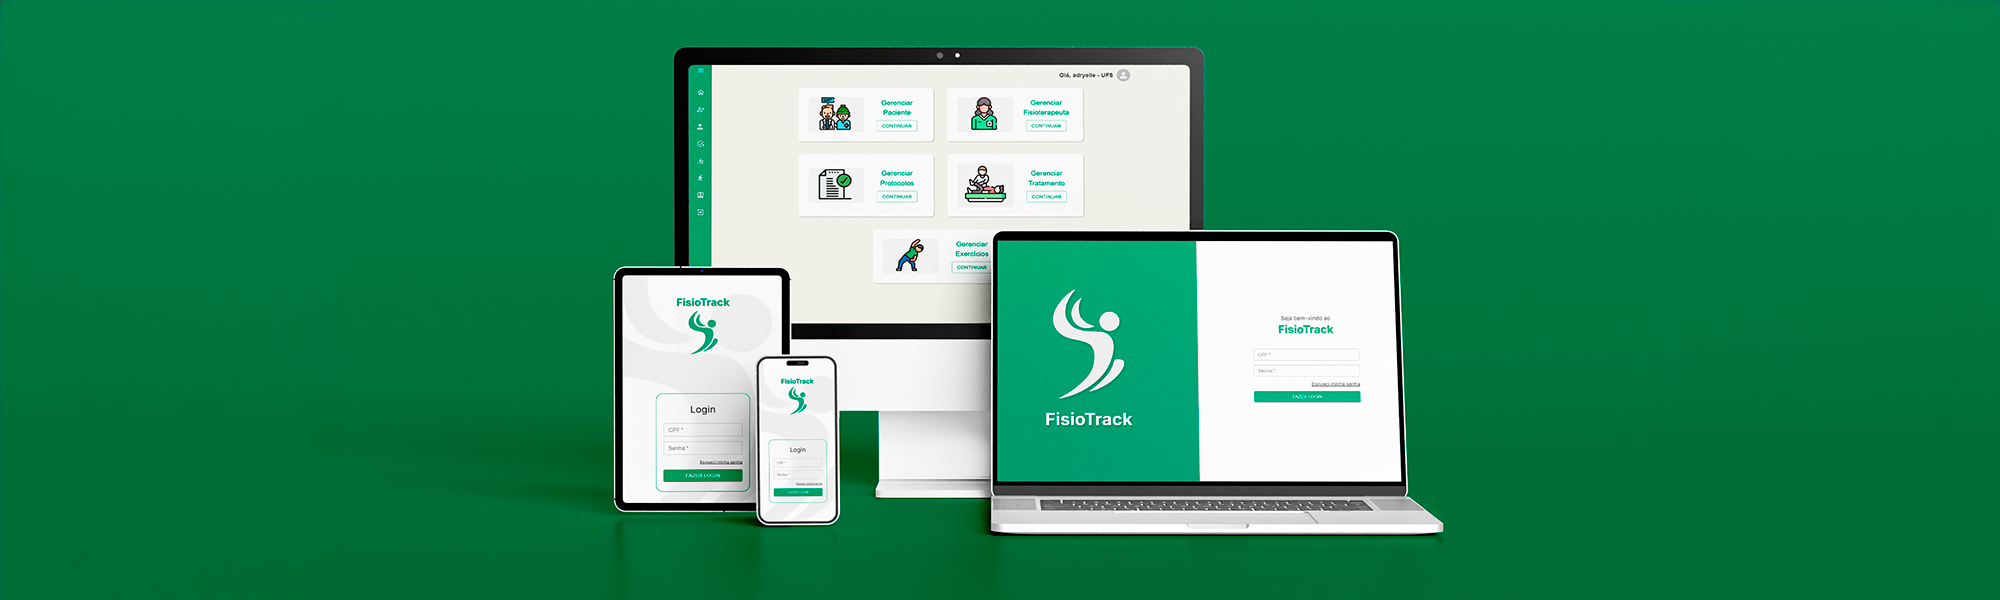 Olá, adryelle - UFS
Gerenciar
Paciente
CONTINUAR
Gerenciar
Fisioterapeuta
CONTINUAR
Gerenciar
Protocolos
CONTINUAR
Gerenciar
Tratamento
CONTINUAR
Gerenciar
Exercícios
CONTINUAR
FisioTrack
Login
CPF *
Senha *
Esqueci minha senha
FAZER LOGIN
FisioTrack
Login
CPF *
Senha *
Esqueci minha senha
FAZER LOGIN
FisioTrack
Seja bem-vindo ao
FisioTrack
CPF *
Senha *
Esqueci minha senha
FAZER LOGIN